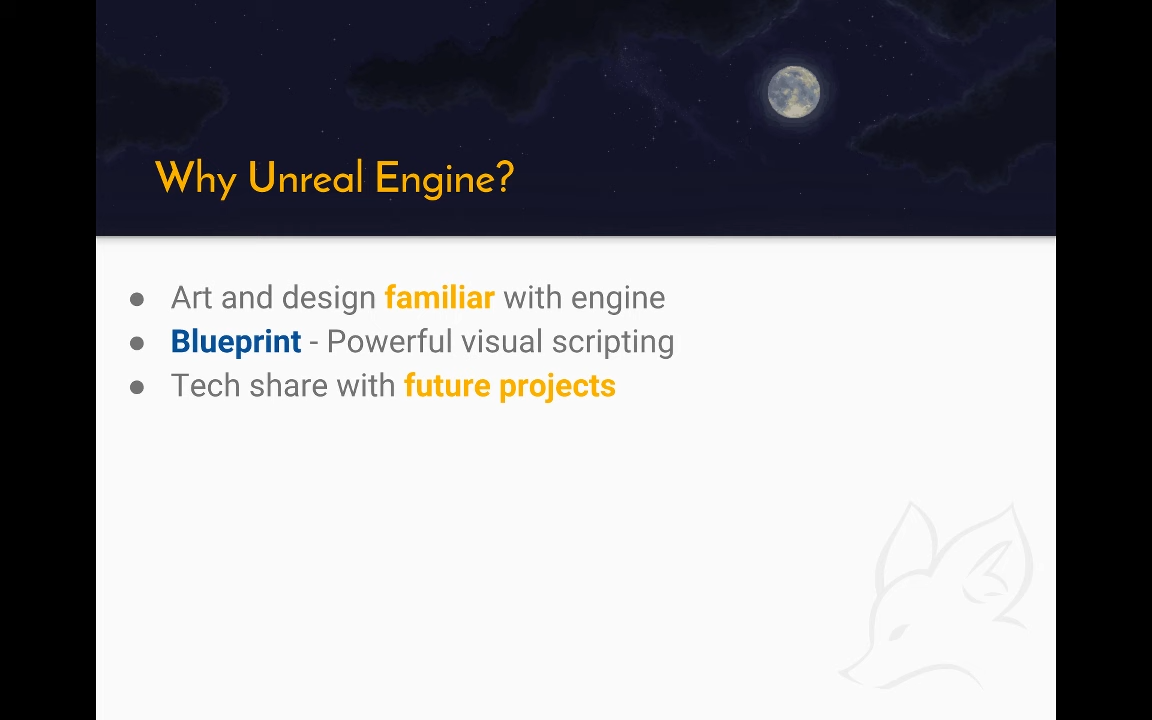 Why Unreal Engine?
● Art and design familiar with engine
● Blueprint - Powerful visual scripting
● Tech share with future projects